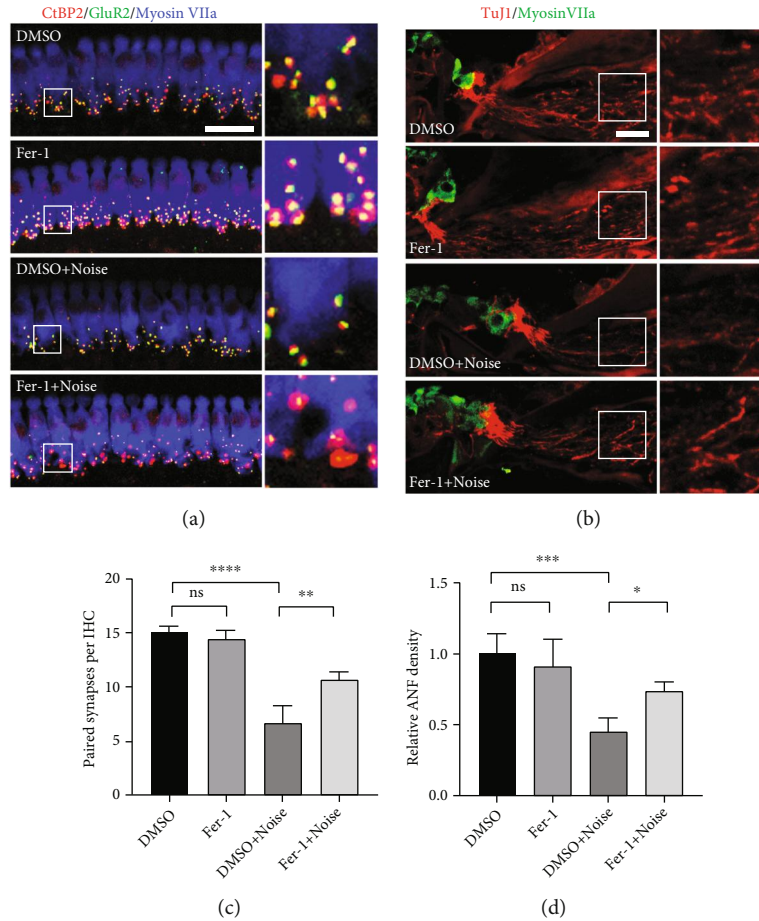 CtBP2/GluR2/Myosin VIIa
DMSO
Fer-1
DMSO+Noise
Fer-1+Noise
(a)
TuJ1/MyosinVIIa
DMSO
Fer-1
DMSO+Noise
Fer-1+Noise
(b)
Paired synapses per IHC
20
15
10
5
0
****
ns
**
DMSO
Fer-1
DMSO+Noise
Fer-1+Noise
(c)
Relative ANF density
1.5
1.0
0.5
0.0
***
ns
*
DMSO
Fer-1
DMSO+Noise
Fer-1+Noise
(d)